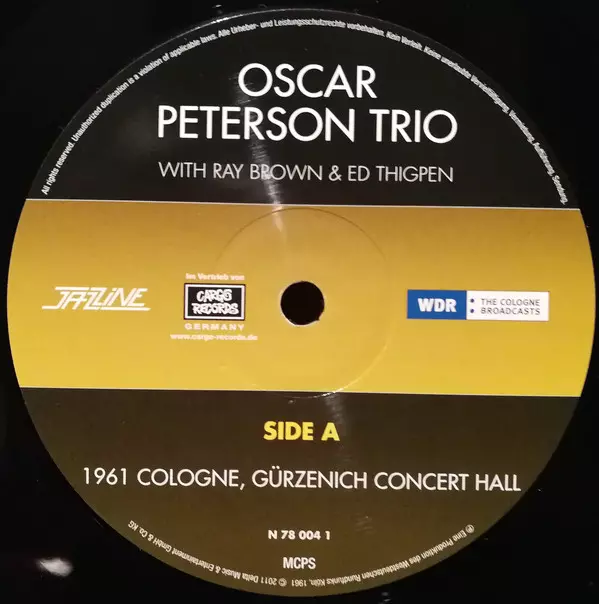 All rights reserved. Unauthorized duplication is a violation of applicable laws. Alle Urheber- und Leistungsschutzrechte vorbehalten. Kein Verleih. Keine unerlaubte Vervielfältigung, Vermietung, Aufführung, Sendung.
OSCAR
PETERSON TRIO
WITH RAY BROWN & ED THIGPEN
JAZZLINE
Im Vertrieb von
CARGO
RECORDS
GERMANY
www.cargo-records.de
WDR
THE COLOGNE
BROADCASTS
SIDE A
1961 COLOGNE, GÜRZENICH CONCERT HALL
N 78 004 1
MCPS
℗ Eine Produktion des Westdeutschen Rundfunks Köln, 1961 © 2011 Delta Music & Entertainment GmbH & Co. KG